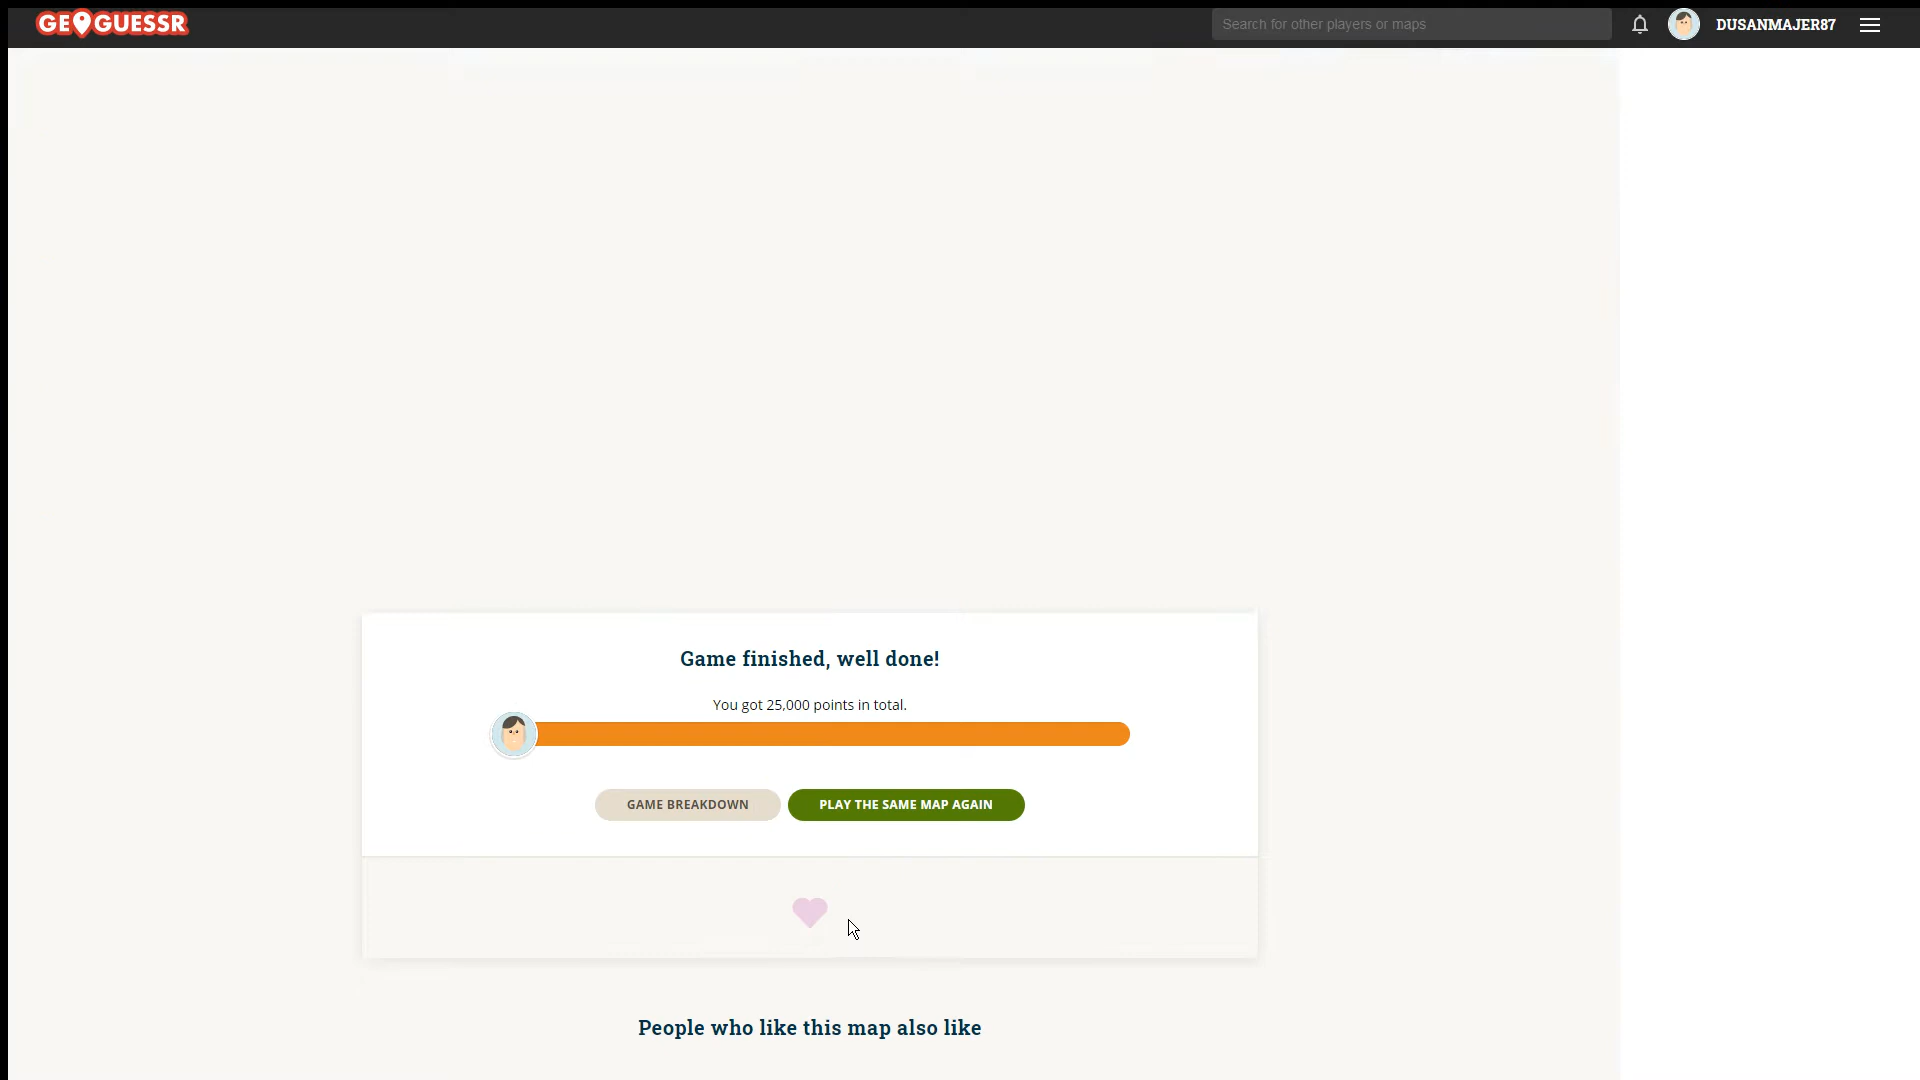 GEOGUESSR
Search for other players or maps
DUSANMAJER87
Game finished, well done!
You got 25,000 points in total.
GAME BREAKDOWN
PLAY THE SAME MAP AGAIN
People who like this map also like